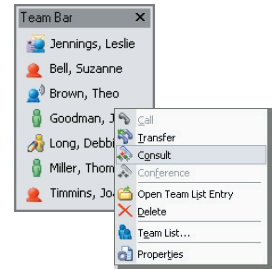 Team Bar
Jennings, Leslie
Bell, Suzanne
Brown, Theo
Goodman, J
Long, Debbi
Miller, Thom
Timmins, Jo
Call
Transfer
Consult
Conference
Open Team List Entry
Delete
Team List...
Properties